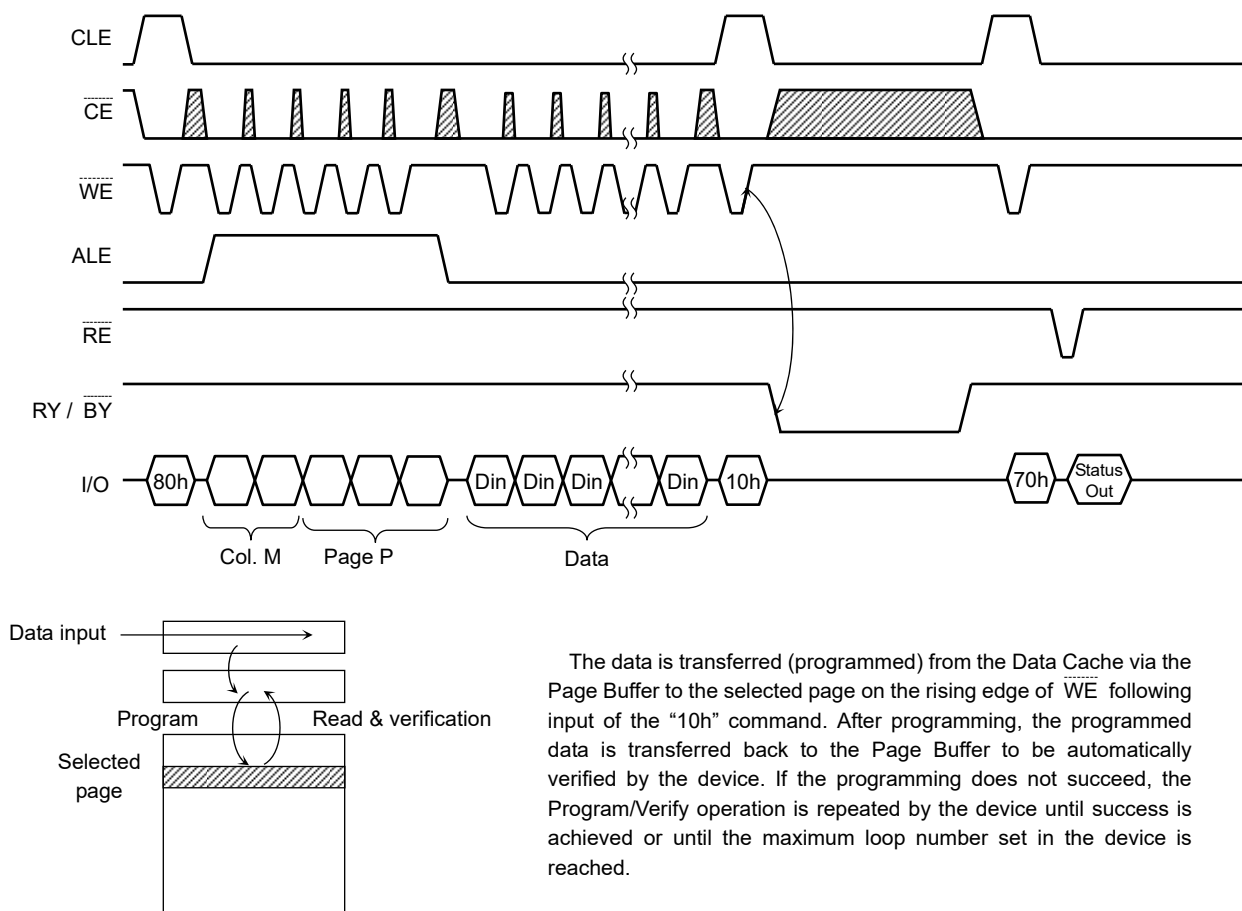 CLE
CE
WE
ALE
RE
RY / BY
I/O 80h Din Din Din Din 10h 70h Status
Out
Col. M Page P Data
Data input
Program Read & verification
Selected
page
The data is transferred (programmed) from the Data Cache via the
Page Buffer to the selected page on the rising edge of WE following
input of the “10h” command. After programming, the programmed
data is transferred back to the Page Buffer to be automatically
verified by the device. If the programming does not succeed, the
Program/Verify operation is repeated by the device until success is
achieved or until the maximum loop number set in the device is
reached.